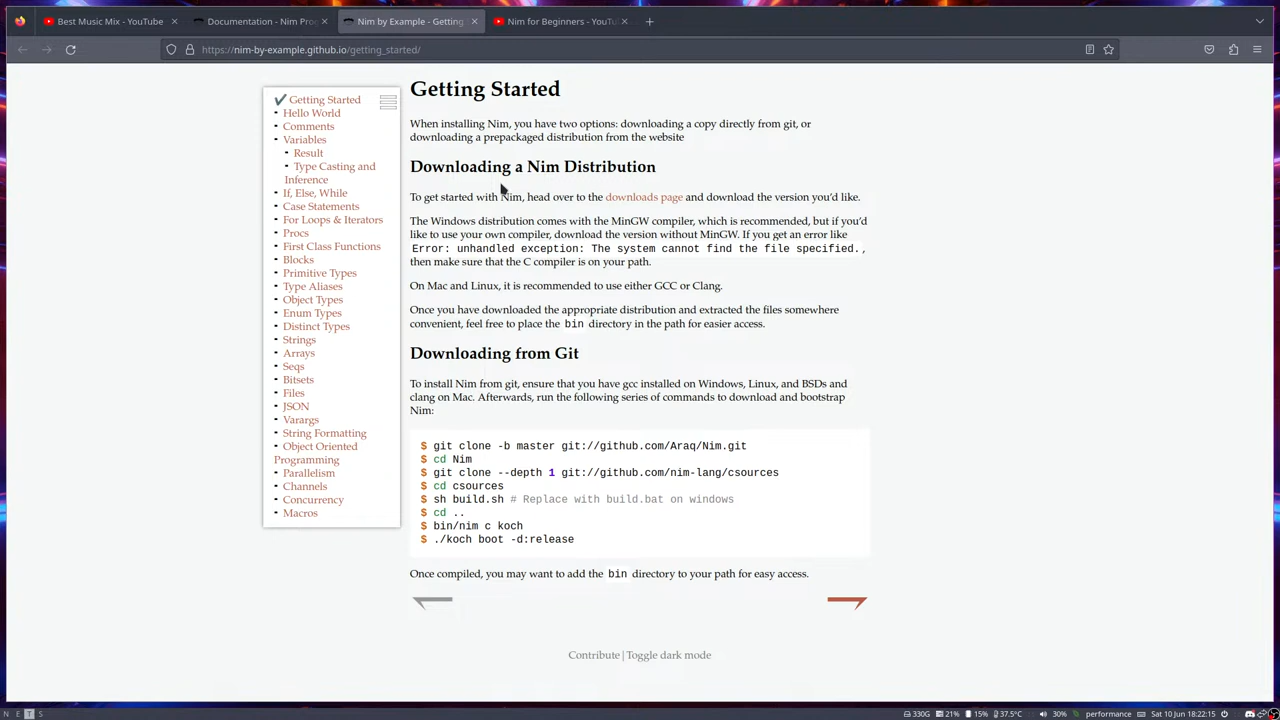 Best Music Mix - YouTube
Documentation - Nim Pro
Nim by Example - Getting
Nim for Beginners - YouTu
https://nim-by-example.github.io/getting_started/
Getting Started
Hello World
Comments
Variables
Result
Type Casting and
Inference
If, Else, While
Case Statements
For Loops & Iterators
Procs
First Class Functions
Blocks
Primitive Types
Type Aliases
Object Types
Enum Types
Distinct Types
Strings
Arrays
Seqs
Bitsets
Files
JSON
Varargs
String Formatting
Object Oriented
Programming
Parallelism
Channels
Concurrency
Macros
Getting Started
When installing Nim, you have two options: downloading a copy directly from git, or
downloading a prepackaged distribution from the website
Downloading a Nim Distribution
To get started with Nim, head over to the downloads page and download the version you'd like.
The Windows distribution comes with the MinGW compiler, which is recommended, but if you'd
like to use your own compiler, download the version without MinGW. If you get an error like
Error: unhandled exception: The system cannot find the file specified.,
then make sure that the C compiler is on your path.
On Mac and Linux, it is recommended to use either GCC or Clang.
Once you have downloaded the appropriate distribution and extracted the files somewhere
convenient, feel free to place the bin directory in the path for easier access.
Downloading from Git
To install Nim from git, ensure that you have gcc installed on Windows, Linux, and BSDs and
clang on Mac. Afterwards, run the following series of commands to download and bootstrap
Nim:
$ git clone -b master git://github.com/Araq/Nim.git
$ cd Nim
$ git clone --depth 1 git://github.com/nim-lang/csources
$ cd csources
$ sh build.sh # Replace with build.bat on windows
$ cd ..
$ bin/nim c koch
$ ./koch boot -d:release
Once compiled, you may want to add the bin directory to your path for easy access.
Contribute | Toggle dark mode
N E T S
330G 21% 15% 37.5°C 30% performance Sat 10 Jun 18:22:15